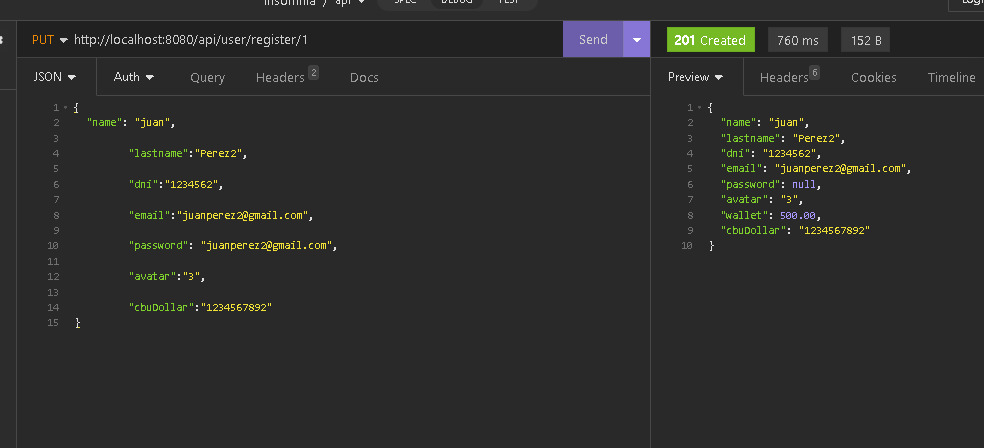 insomnia / api
SPEC DEBUG TEST
PUT http://localhost:8080/api/user/register/1 Send
201 Created 760 ms 152 B
JSON Auth Query Headers 2 Docs
Preview Headers 6 Cookies Timeline
1 {
2 "name": "juan",
3
4 "lastname":"Perez2",
5
6 "dni":"1234562",
7
8 "email":"juanperez2@gmail.com",
9
10 "password": "juanperez2@gmail.com",
11
12 "avatar":"3",
13
14 "cbuDollar":"1234567892"
15 }
1 {
2 "name": "juan",
3 "lastname": "Perez2",
4 "dni": "1234562",
5 "email": "juanperez2@gmail.com",
6 "password": null,
7 "avatar": "3",
8 "wallet": 500.00,
9 "cbuDollar": "1234567892"
10 }